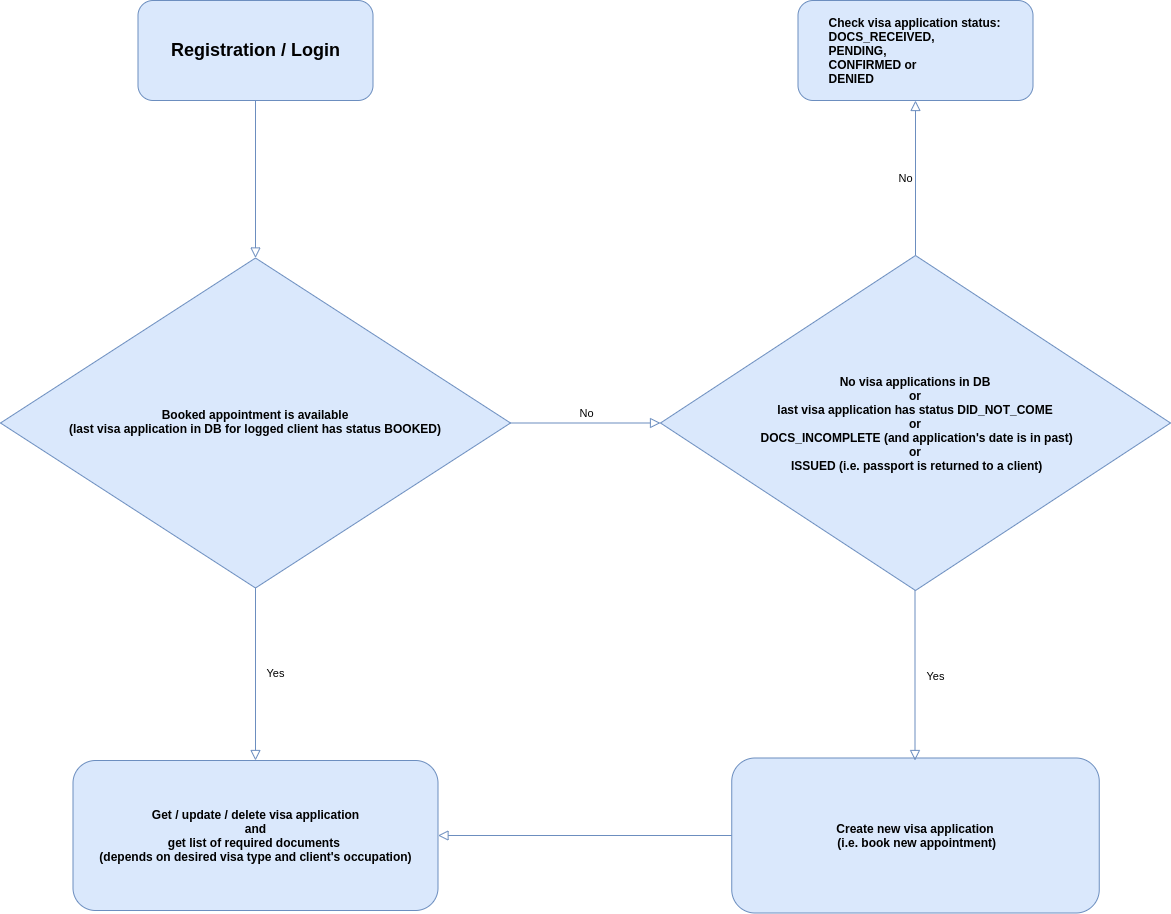 Registration / Login
Check visa application status:
DOCS_RECEIVED,
PENDING,
CONFIRMED or
DENIED
No
Booked appointment is available
(last visa application in DB for logged client has status BOOKED)
No
No visa applications in DB
or
last visa application has status DID_NOT_COME
or
DOCS_INCOMPLETE (and application's date is in past)
or
ISSUED (i.e. passport is returned to a client)
Yes
Yes
Get / update / delete visa application
and
get list of required documents
(depends on desired visa type and client's occupation)
Create new visa application
(i.e. book new appointment)